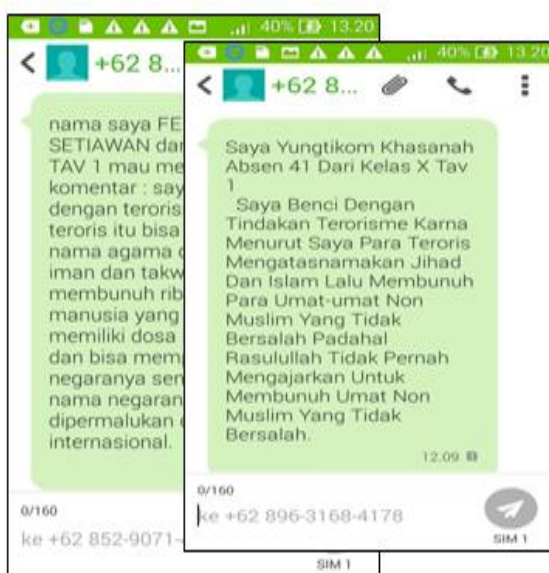 40% 13.20
+62 8...
nama saya FE
SETIAWAN dar
TAV 1 mau me
komentar : say
dengan teroris
teroris itu bisa
nama agama
iman dan takw
membunuh rib
manusia yang
memiliki dosa
dan bisa mem
negaranya sen
nama negaran
dipermalukan
internasional.
0/160
ke +62 852-9071-
SIM 1
40% 13.20
+62 8...
Saya Yungtikom Khasanah
Absen 41 Dari Kelas X Tav
1
Saya Benci Dengan
Tindakan Terorisme Karna
Menurut Saya Para Teroris
Mengatasnamakan Jihad
Dan Islam Lalu Membunuh
Para Umat-umat Non
Muslim Yang Tidak
Bersalah Padahal
Rasulullah Tidak Pernah
Mengajarkan Untuk
Membunuh Umat Non
Muslim Yang Tidak
Bersalah.
12.09
0/160
ke +62 896-3168-4178
SIM 1